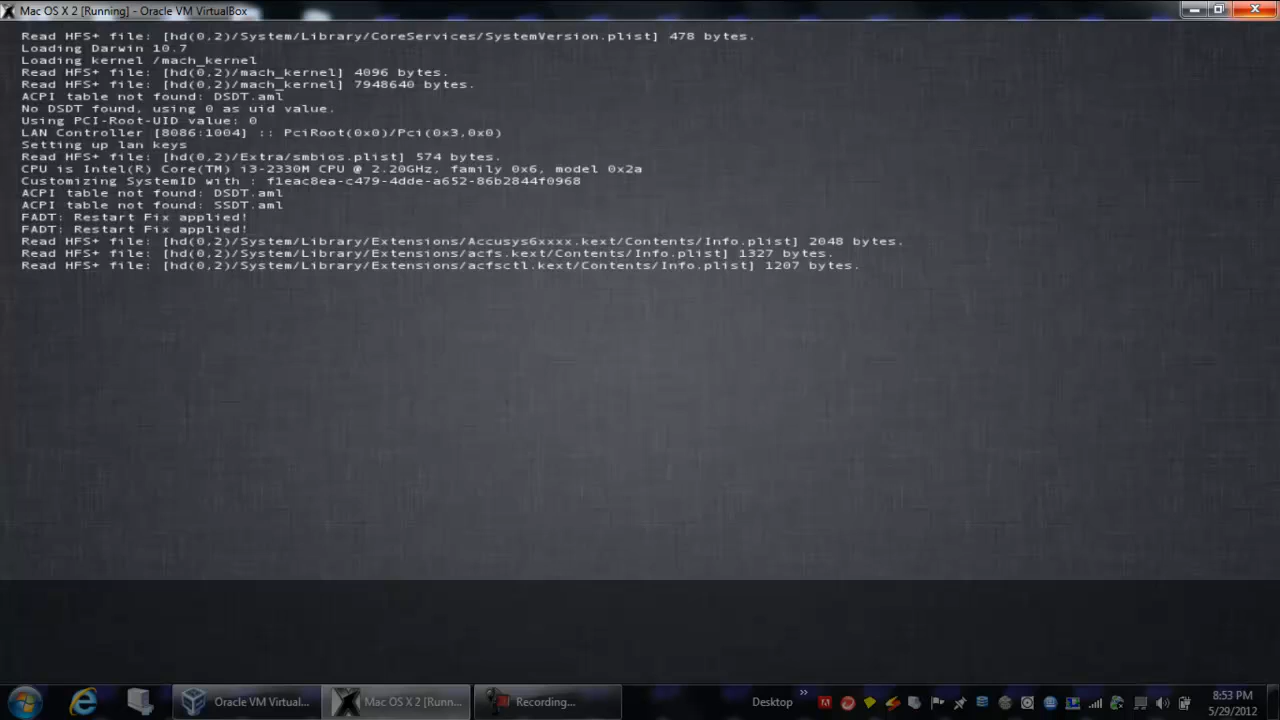 Mac OS X 2 [Running] - Oracle VM VirtualBox
Read HFS+ file: [hd(0,2)/System/Library/CoreServices/SystemVersion.plist] 478 bytes.
Loading Darwin 10.7
Loading kernel /mach_kernel
Read HFS+ file: [hd(0,2)/mach_kernel] 4096 bytes.
Read HFS+ file: [hd(0,2)/mach_kernel] 7948640 bytes.
ACPI table not found: DSDT.aml
No DSDT found, using 0 as uid value.
Using PCI-Root-UID value: 0
LAN Controller [8086:1004] :: PciRoot(0x0)/Pci(0x3,0x0)
Setting up lan keys
Read HFS+ file: [hd(0,2)/Extra/smbios.plist] 574 bytes.
CPU is Intel(R) Core(TM) i3-2330M CPU @ 2.20GHz, family 0x6, model 0x2a
Customizing SystemID with : f1eac8ea-c479-4dde-a652-86b2844f0968
ACPI table not found: DSDT.aml
ACPI table not found: SSDT.aml
FADT: Restart Fix applied!
FADT: Restart Fix applied!
Read HFS+ file: [hd(0,2)/System/Library/Extensions/Accusys6xxxx.kext/Contents/Info.plist] 2048 bytes.
Read HFS+ file: [hd(0,2)/System/Library/Extensions/acfs.kext/Contents/Info.plist] 1327 bytes.
Read HFS+ file: [hd(0,2)/System/Library/Extensions/acfsctl.kext/Contents/Info.plist] 1207 bytes.
Oracle VM Virtual... Mac OS X 2 [Runn... Recording... Desktop » 8:53 PM
5/29/2012